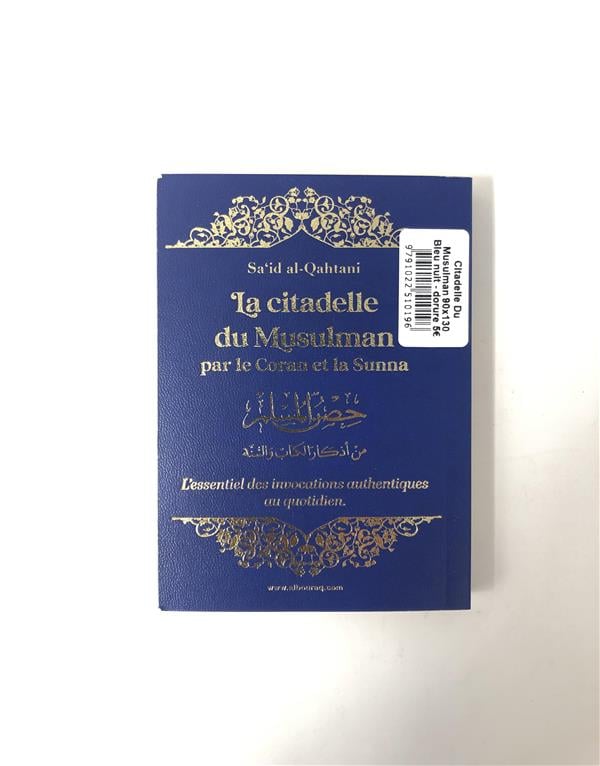 Sa'id al-Qahtani
La citadelle
du Musulman
par le Coran et la Sunna
حصن المسلم
من أذكار الكتاب والسنة
L'essentiel des invocations authentiques
au quotidien.
www.albouraq.com
Citadelle Du
Musulman 90x130
Bleu nuit - dorure 5€
9791022510196